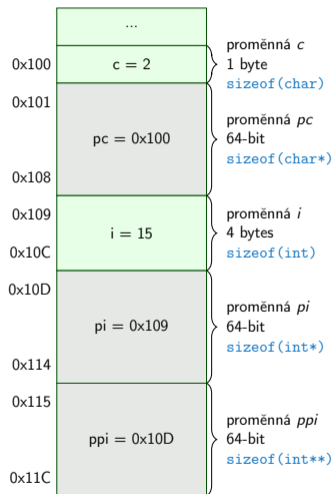 ...
0x100
c = 2
proměnná c
1 byte
sizeof(char)
0x101
pc = 0x100
0x108
proměnná pc
64-bit
sizeof(char*)
0x109
i = 15
0x10C
proměnná i
4 bytes
sizeof(int)
0x10D
pi = 0x109
0x114
proměnná pi
64-bit
sizeof(int*)
0x115
ppi = 0x10D
0x11C
proměnná ppi
64-bit
sizeof(int**)